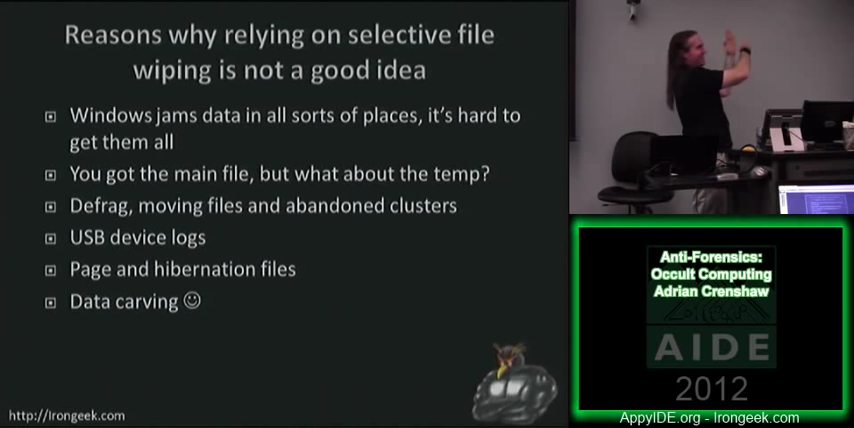 Reasons why relying on selective file
wiping is not a good idea
Windows jams data in all sorts of places, it's hard to
get them all
You got the main file, but what about the temp?
Defrag, moving files and abandoned clusters
USB device logs
Page and hibernation files
Data carving ☺
http://Irongeek.com
Anti-Forensics:
Occult Computing
Adrian Crenshaw
AIDE
2012
AppyIDE.org - Irongeek.com